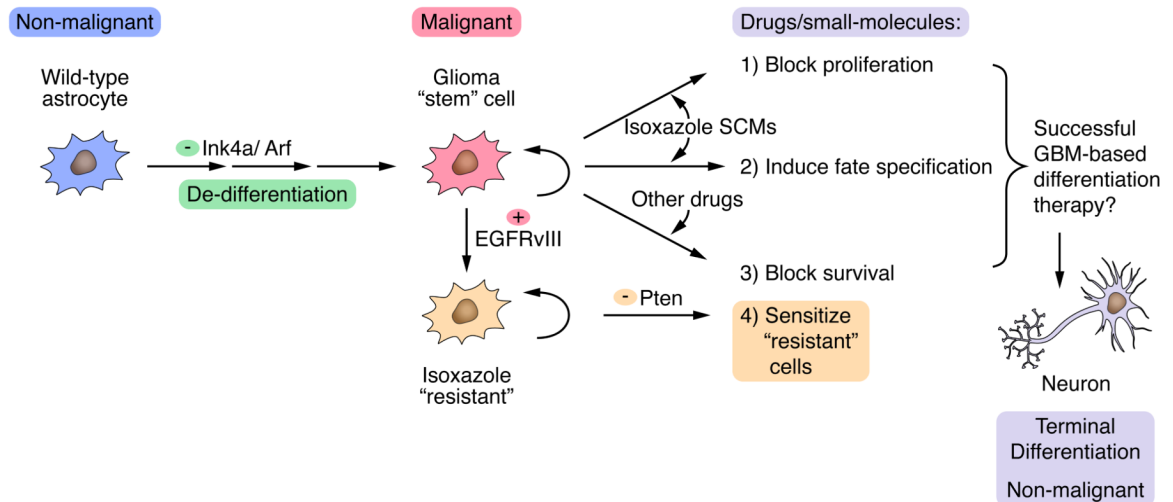 Non-malignant
Malignant
Drugs/small-molecules:
Wild-type
astrocyte
Glioma
“stem” cell
1) Block proliferation
- Ink4a/ Arf
De-differentiation
Isoxazole SCMs
2) Induce fate specification
Other drugs
+
EGFRvIII
3) Block survival
- Pten
4) Sensitize
“resistant”
cells
Isoxazole
“resistant”
Successful
GBM-based
differentiation
therapy?
Neuron
Terminal
Differentiation
Non-malignant